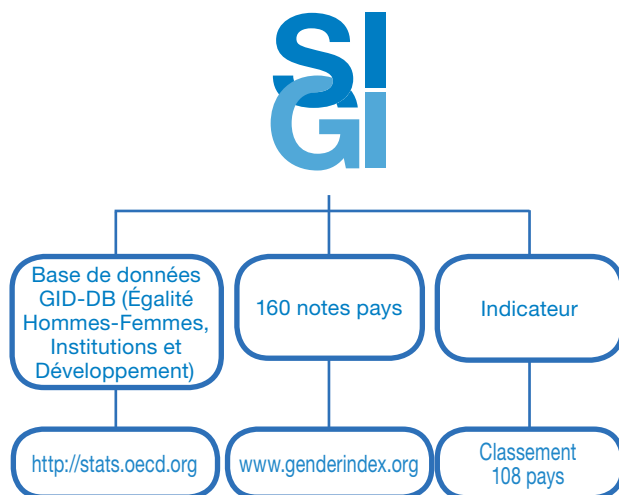 SI
GI
Base de données
GID-DB (Égalité
Hommes-Femmes,
Institutions et
Développement)
160 notes pays
Indicateur
http://stats.oecd.org
www.genderindex.org
Classement
108 pays